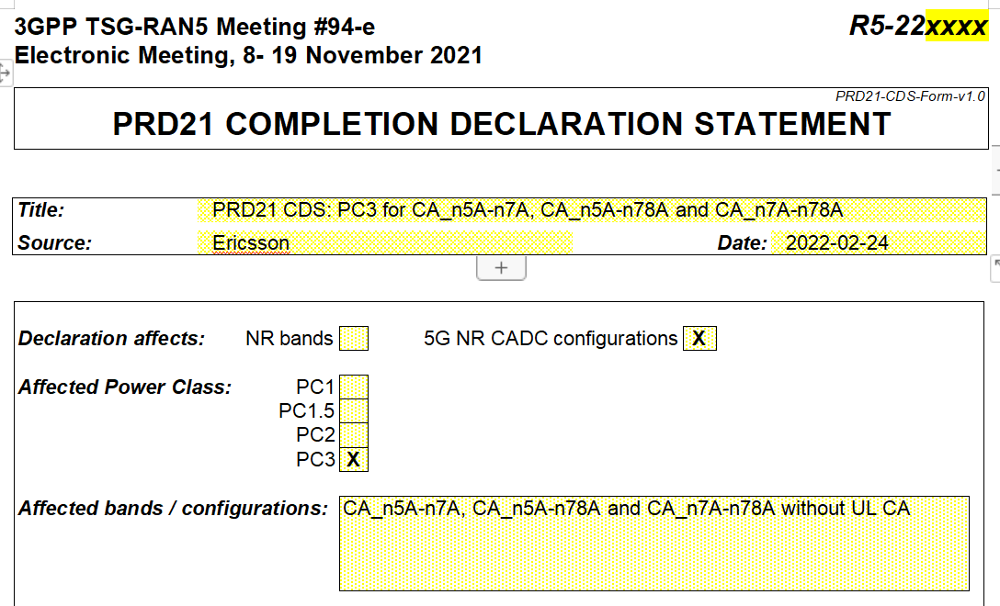 3GPP TSG-RAN5 Meeting #94-e R5-22xxxx
Electronic Meeting, 8- 19 November 2021
PRD21-CDS-Form-v1.0
PRD21 COMPLETION DECLARATION STATEMENT
Title: PRD21 CDS: PC3 for CA_n5A-n7A, CA_n5A-n78A and CA_n7A-n78A
Source: Ericsson Date: 2022-02-24
Declaration affects: NR bands 5G NR CADC configurations X
Affected Power Class: PC1
PC1.5
PC2
PC3 X
Affected bands / configurations: CA_n5A-n7A, CA_n5A-n78A and CA_n7A-n78A without UL CA